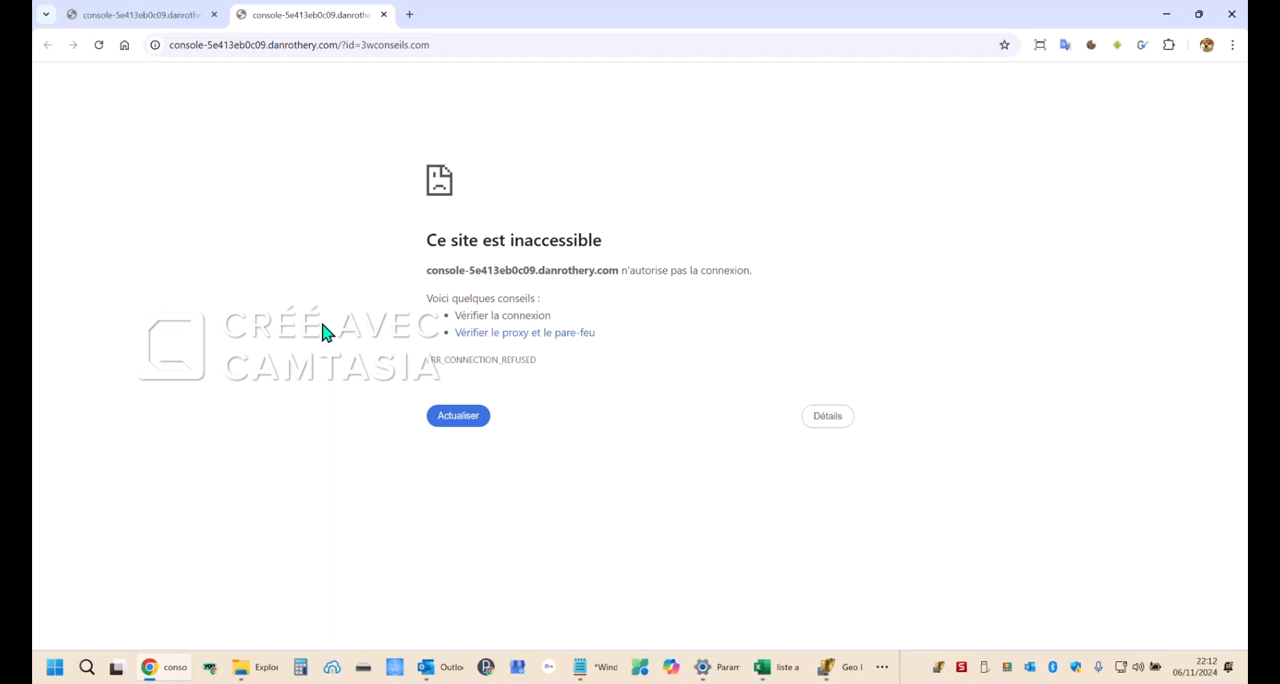 console-5e413eb0c09.danrothe
console-5e413eb0c09.danrothe
console-5e413eb0c09.danrothery.com/?id=3wconseils.com
Ce site est inaccessible
console-5e413eb0c09.danrothery.com n'autorise pas la connexion.
Voici quelques conseils :
• Vérifier la connexion
• Vérifier le proxy et le pare-feu
CRÉÉ AVEC
CAMTASIA
RR_CONNECTION_REFUSED
Actualiser
Détails
conso
Explor
Outlo
*Wind
Param
liste a
Geo I
22:12
06/11/2024